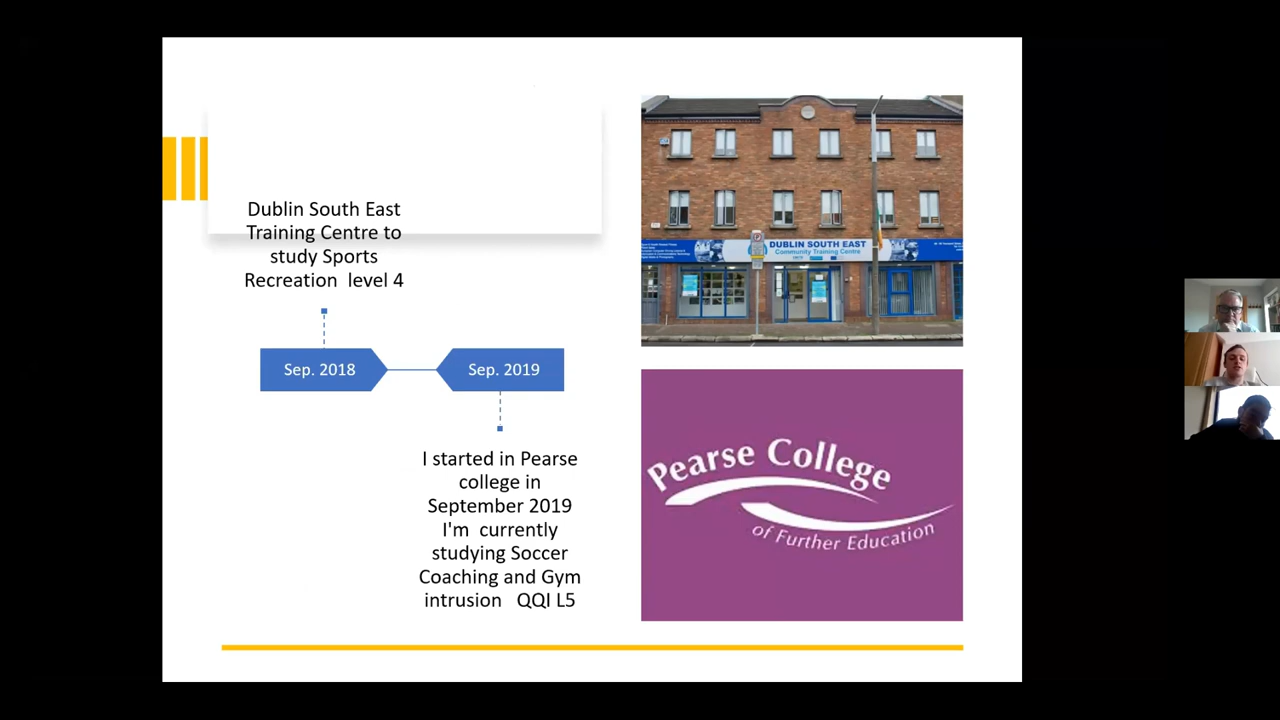 Dublin South East
Training Centre to
study Sports
Recreation level 4
Sep. 2018
Sep. 2019
I started in Pearse
college in
September 2019
I'm currently
studying Soccer
Coaching and Gym
intrusion QQI L5
DUBLIN SOUTH EAST
Community Training Centre
Pearse College
of Further Education